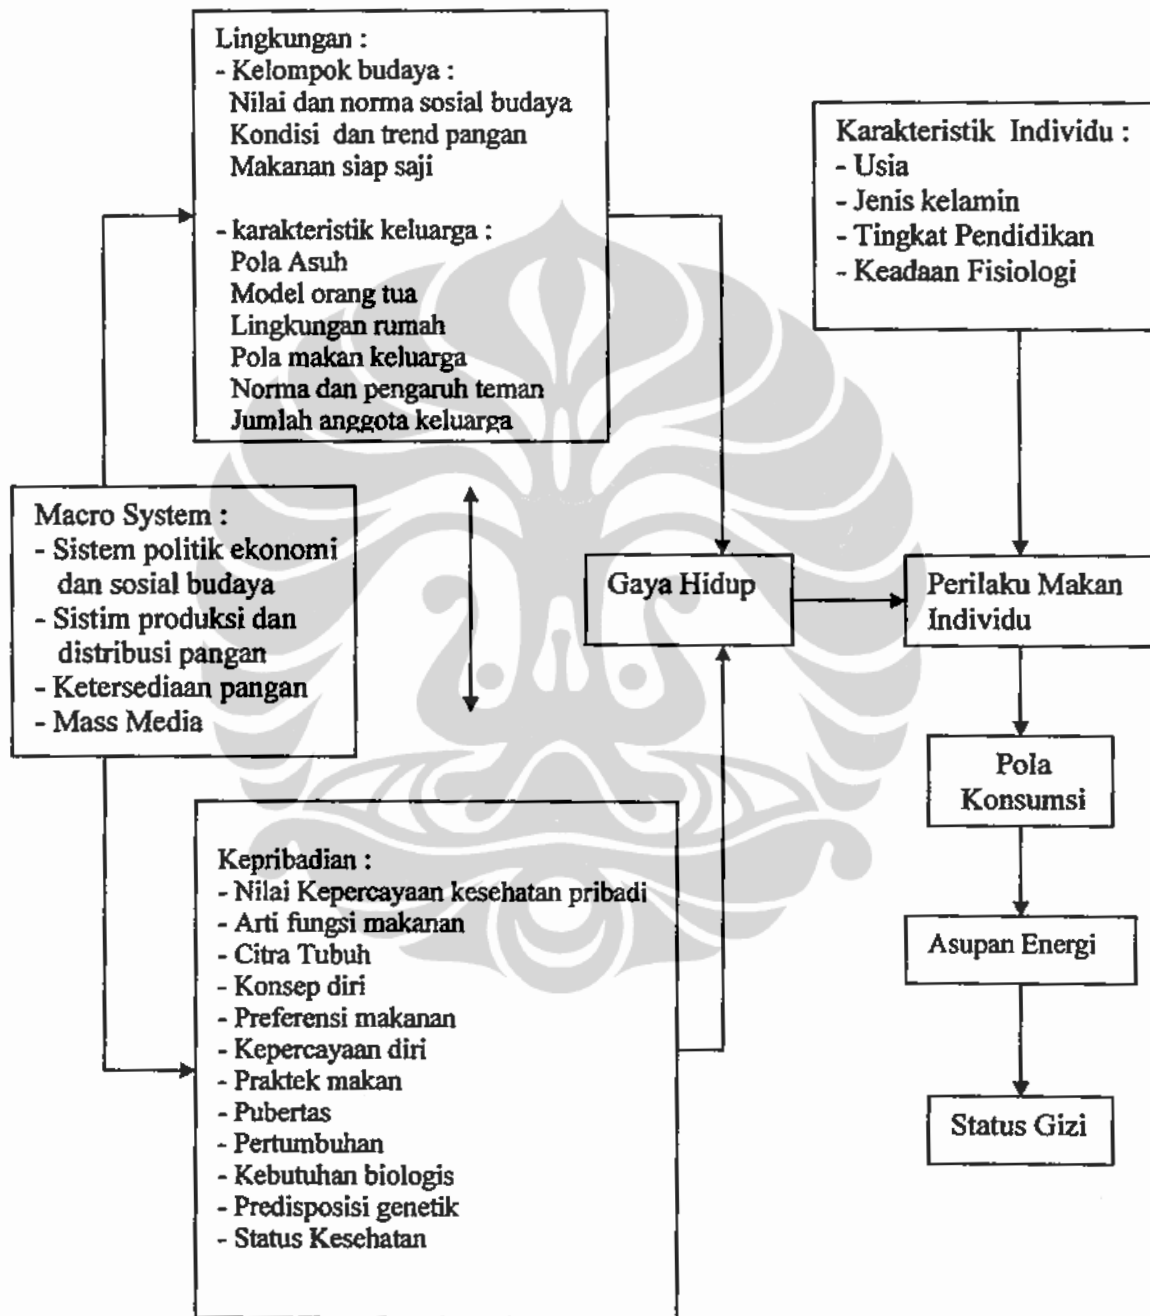 Lingkungan :
- Kelompok budaya :
Nilai dan norma sosial budaya
Kondisi dan trend pangan
Makanan siap saji
- karakteristik keluarga :
Pola Asuh
Model orang tua
Lingkungan rumah
Pola makan keluarga
Norma dan pengaruh teman
Jumlah anggota keluarga
Karakteristik Individu :
- Usia
- Jenis kelamin
- Tingkat Pendidikan
- Keadaan Fisiologi
Macro System :
- Sistem politik ekonomi
dan sosial budaya
- Sistim produksi dan
distribusi pangan
- Ketersediaan pangan
- Mass Media
Gaya Hidup
Perilaku Makan
Individu
Pola
Konsumsi
Asupan Energi
Status Gizi
Kepribadian :
- Nilai Kepercayaan kesehatan pribadi
- Arti fungsi makanan
- Citra Tubuh
- Konsep diri
- Preferensi makanan
- Kepercayaan diri
- Praktek makan
- Pubertas
- Pertumbuhan
- Kebutuhan biologis
- Predisposisi genetik
- Status Kesehatan